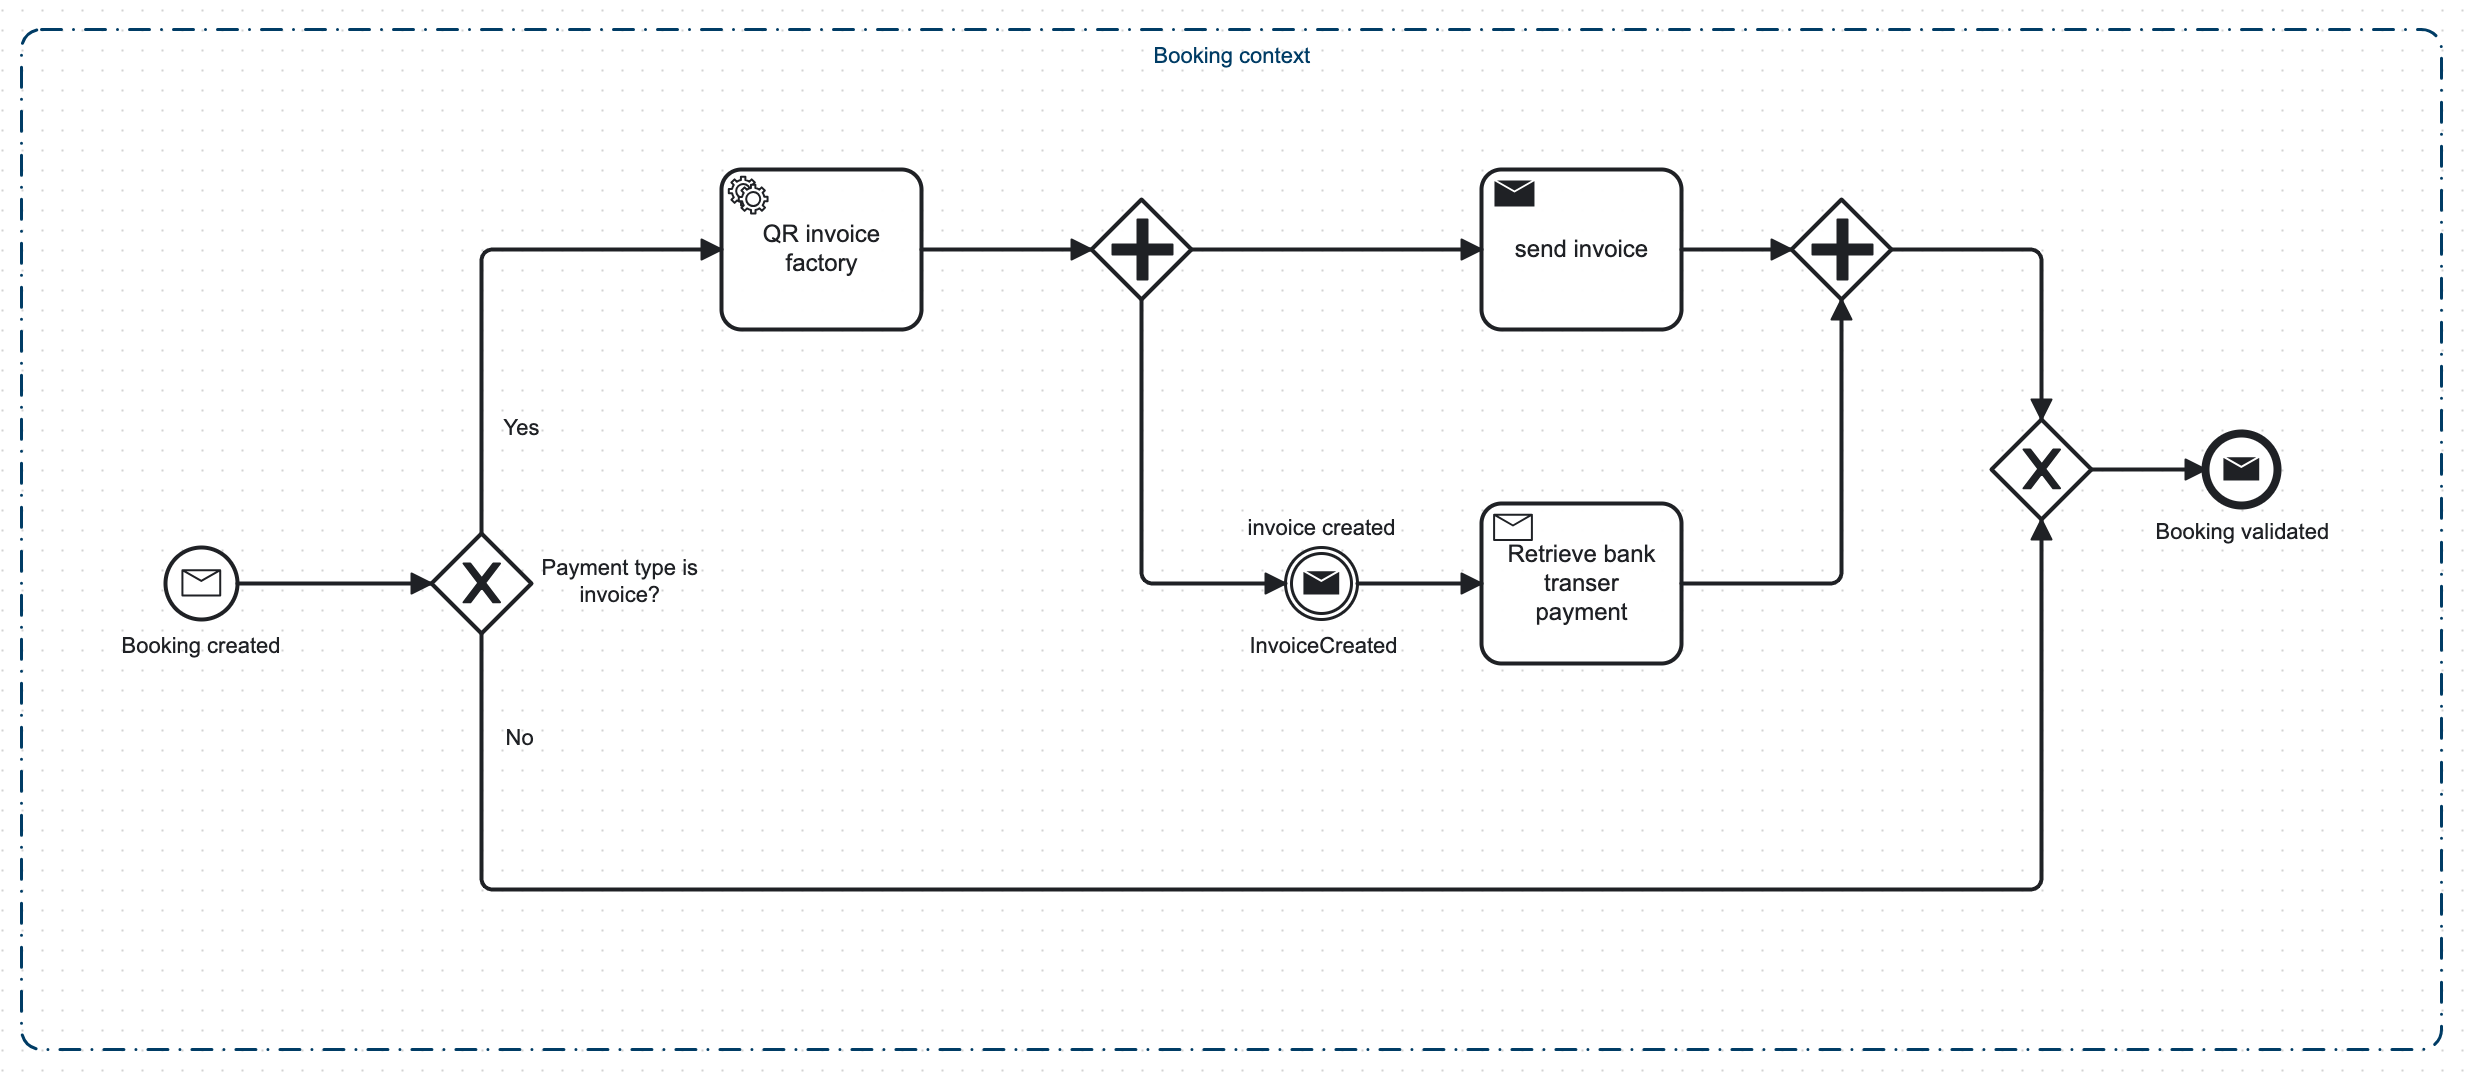 Booking context
QR invoice
factory
send invoice
Yes
Payment type is
invoice?
Booking created
No
invoice created
InvoiceCreated
Retrieve bank
transer
payment
Booking validated